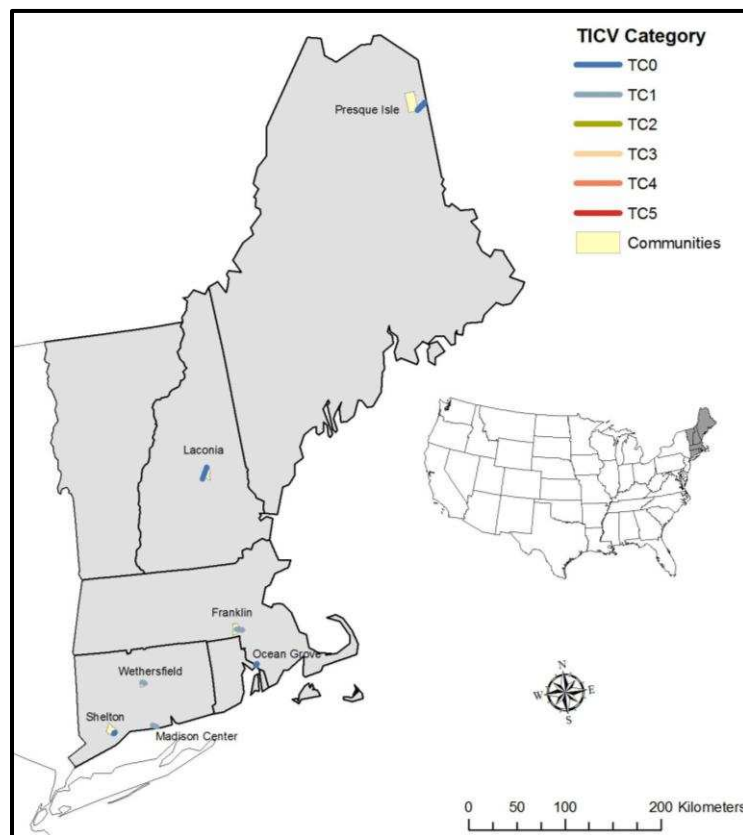 TICV Category
TC0
TC1
TC2
TC3
TC4
TC5
Communities
Presque Isle
Laconia
Franklin
Ocean Grove
Wethersfield
Shelton
Madison Center
N
W E
S
0 50 100 200 Kilometers